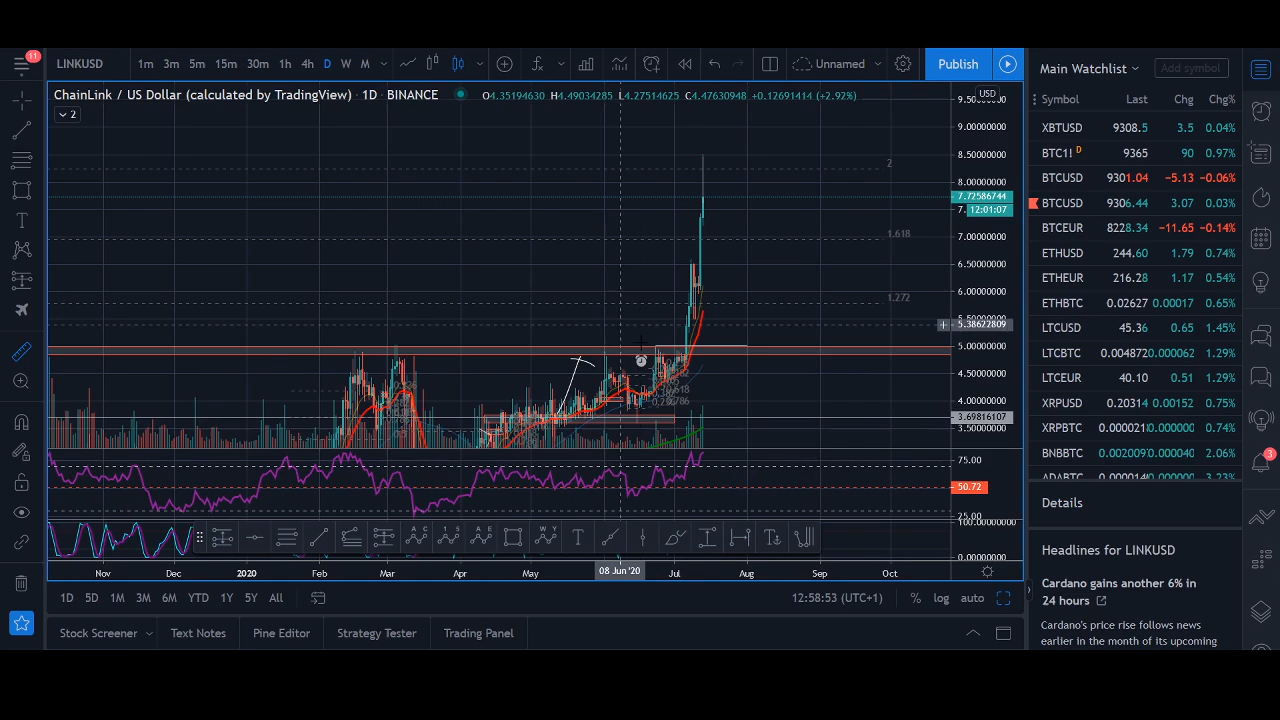 11
LINKUSD 1m 3m 5m 15m 30m 1h 4h D W M Unnamed Publish
ChainLink / US Dollar (calculated by TradingView) 1D BINANCE O4.35194630 H4.49034285 L4.27514625 C4.47630948 +0.12691414 (+2.92%)
2
USD
9.00000000
8.50000000
2
8.00000000
7.72586744
12:01:07
7.00000000
1.618
6.50000000
6.00000000
1.272
5.38622809
5.00000000
4.50000000
4.00000000
3.69816107
3.50000000
75.00
50.72
25.00
100.00000000
0.00000000
Nov Dec 2020 Feb Mar Apr May 08 Jun '20 Jul Aug Sep Oct
1D 5D 1M 3M 6M YTD 1Y 5Y All 12:58:53 (UTC+1) % log auto
Stock Screener Text Notes Pine Editor Strategy Tester Trading Panel
Main Watchlist Add symbol
Symbol Last Chg Chg%
XBTUSD 9308.5 3.5 0.04%
BTC1! D 9365 90 0.97%
BTCUSD 9301.04 −5.13 −0.06%
BTCUSD 9306.44 3.07 0.03%
BTCEUR 8228.34 −11.65 −0.14%
ETHUSD 244.60 1.79 0.74%
ETHEUR 216.28 1.17 0.54%
ETHBTC 0.02627 0.00017 0.65%
LTCUSD 45.36 0.65 1.45%
LTCBTC 0.004872 0.000062 1.29%
LTCEUR 40.10 0.51 1.29%
XRPUSD 0.20314 0.00152 0.75%
XRPBTC 0.000021 0.000000 0.74%
BNBBTC 0.002009 0.000040 2.06%
3
Details
Headlines for LINKUSD
Cardano gains another 6% in
24 hours
Cardano's price rise follows news
earlier in the month of its upcoming